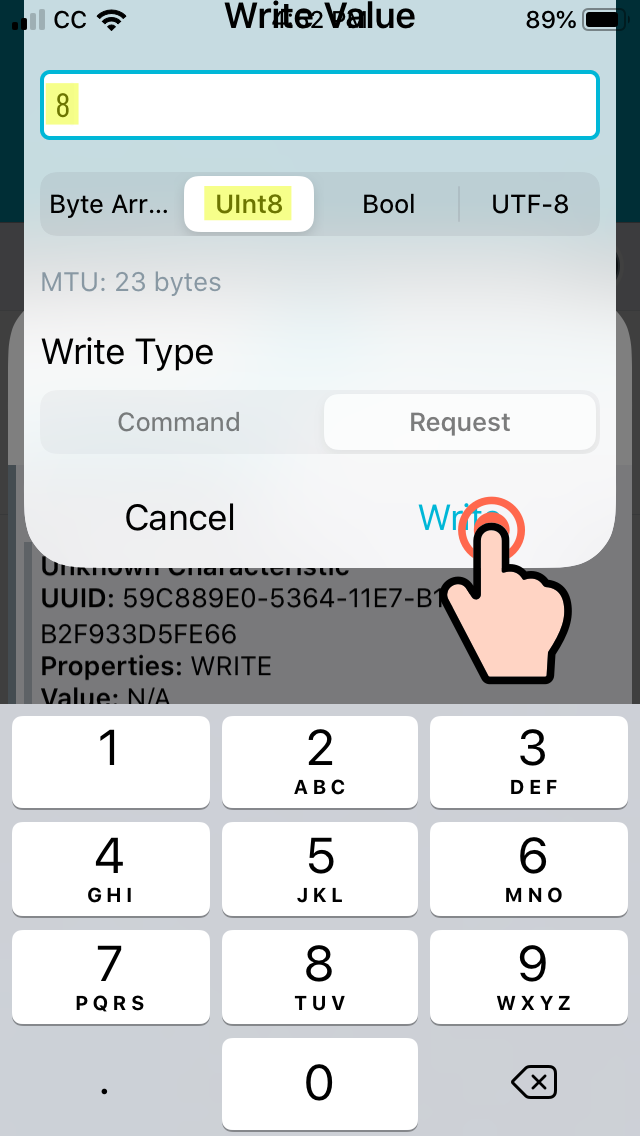 CC 4:52 PM 89%
Write Value
8
Byte Arr... UInt8 Bool UTF-8
MTU: 23 bytes
Write Type
Command Request
Cancel Write
Unknown Characteristic
UUID: 59C889E0-5364-11E7-B1
B2F933D5FE66
Properties: WRITE
Value: N/A
1 2 3
ABC DEF
4 5 6
GHI JKL MNO
7 8 9
PQRS TUV WXYZ
. 0